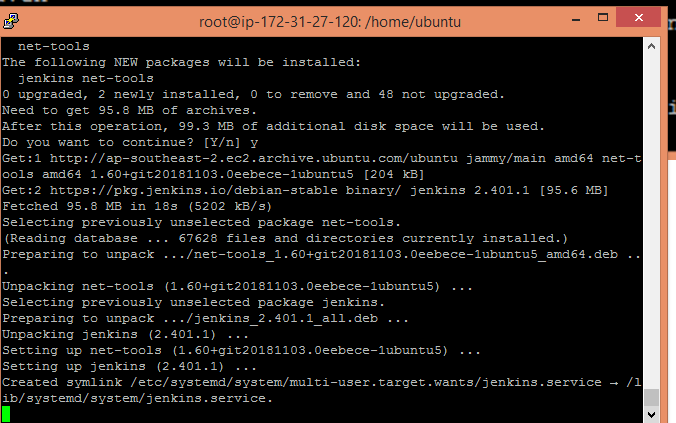 root@ip-172-31-27-120: /home/ubuntu
net-tools
The following NEW packages will be installed:
jenkins net-tools
0 upgraded, 2 newly installed, 0 to remove and 48 not upgraded.
Need to get 95.8 MB of archives.
After this operation, 99.3 MB of additional disk space will be used.
Do you want to continue? [Y/n] y
Get:1 http://ap-southeast-2.ec2.archive.ubuntu.com/ubuntu jammy/main amd64 net-t
ools amd64 1.60+git20181103.0eebece-1ubuntu5 [204 kB]
Get:2 https://pkg.jenkins.io/debian-stable binary/ jenkins 2.401.1 [95.6 MB]
Fetched 95.8 MB in 18s (5202 kB/s)
Selecting previously unselected package net-tools.
(Reading database ... 67628 files and directories currently installed.)
Preparing to unpack .../net-tools_1.60+git20181103.0eebece-1ubuntu5_amd64.deb ..
.
Unpacking net-tools (1.60+git20181103.0eebece-1ubuntu5) ...
Selecting previously unselected package jenkins.
Preparing to unpack .../jenkins_2.401.1_all.deb ...
Unpacking jenkins (2.401.1) ...
Setting up net-tools (1.60+git20181103.0eebece-1ubuntu5) ...
Setting up jenkins (2.401.1) ...
Created symlink /etc/systemd/system/multi-user.target.wants/jenkins.service → /l
ib/systemd/system/jenkins.service.